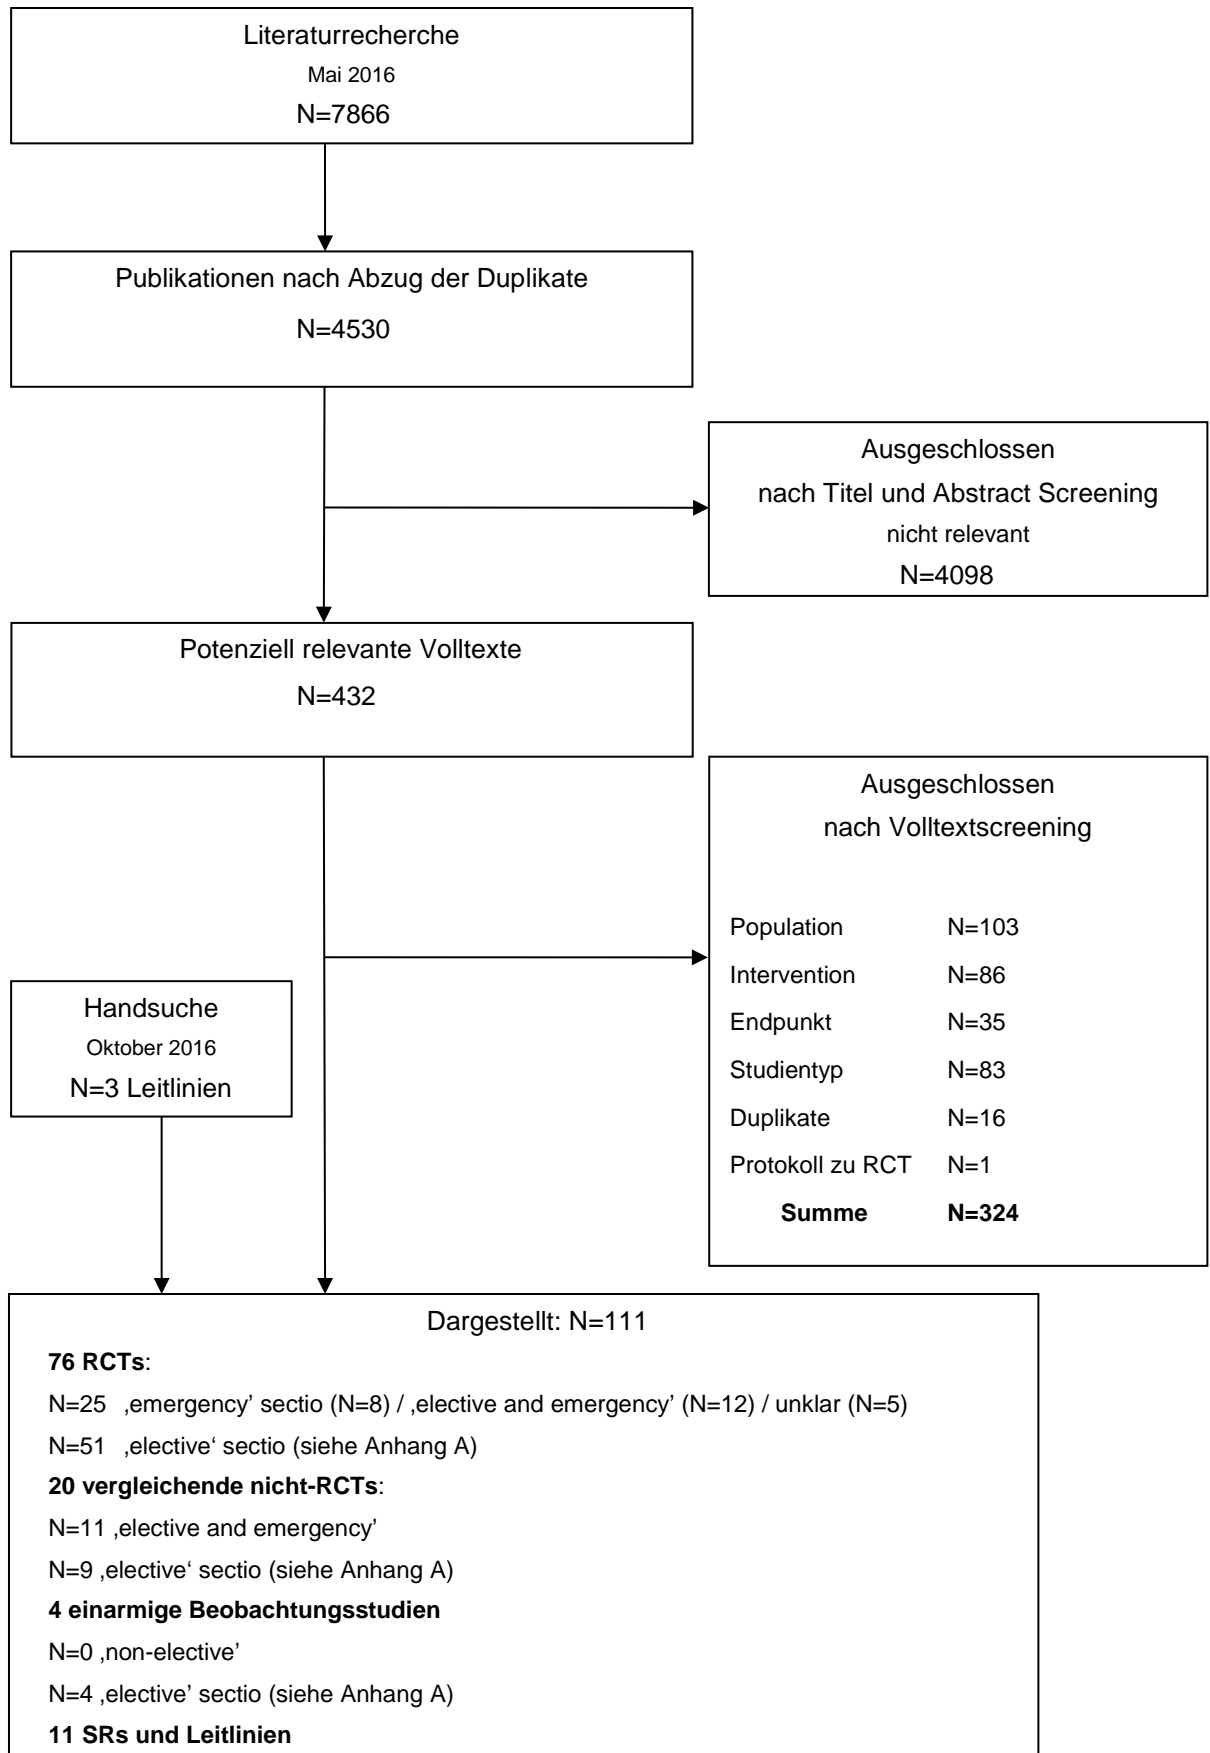 Literaturrecherche
Mai 2016
N=7866
Publikationen nach Abzug der Duplikate
N=4530
Ausgeschlossen
nach Titel und Abstract Screening
nicht relevant
N=4098
Potenziell relevante Volltexte
N=432
Ausgeschlossen
nach Volltextscreening
Population N=103
Intervention N=86
Endpunkt N=35
Studientyp N=83
Duplikate N=16
Protokoll zu RCT N=1
Summe N=324
Handsuche
Oktober 2016
N=3 Leitlinien
Dargestellt: N=111
76 RCTs:
N=25 ‚emergency’ sectio (N=8) / ‚elective and emergency’ (N=12) / unklar (N=5)
N=51 ‚elective‘ sectio (siehe Anhang A)
20 vergleichende nicht-RCTs:
N=11 ‚elective and emergency’
N=9 ‚elective‘ sectio (siehe Anhang A)
4 einarmige Beobachtungsstudien
N=0 ‚non-elective’
N=4 ‚elective’ sectio (siehe Anhang A)
11 SRs und Leitlinien